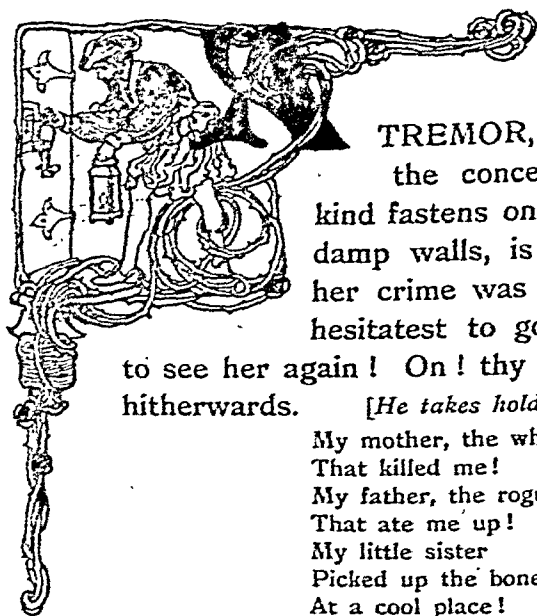 A TREMOR,
the conce
kind fastens on
damp walls, is
her crime was
hesitatest to go
to see her again! On! thy
hitherwards. [He takes hold
My mother, the wh
That killed me!
My father, the rogu
That ate me up!
My little sister
Picked up the bone
At a cool place!